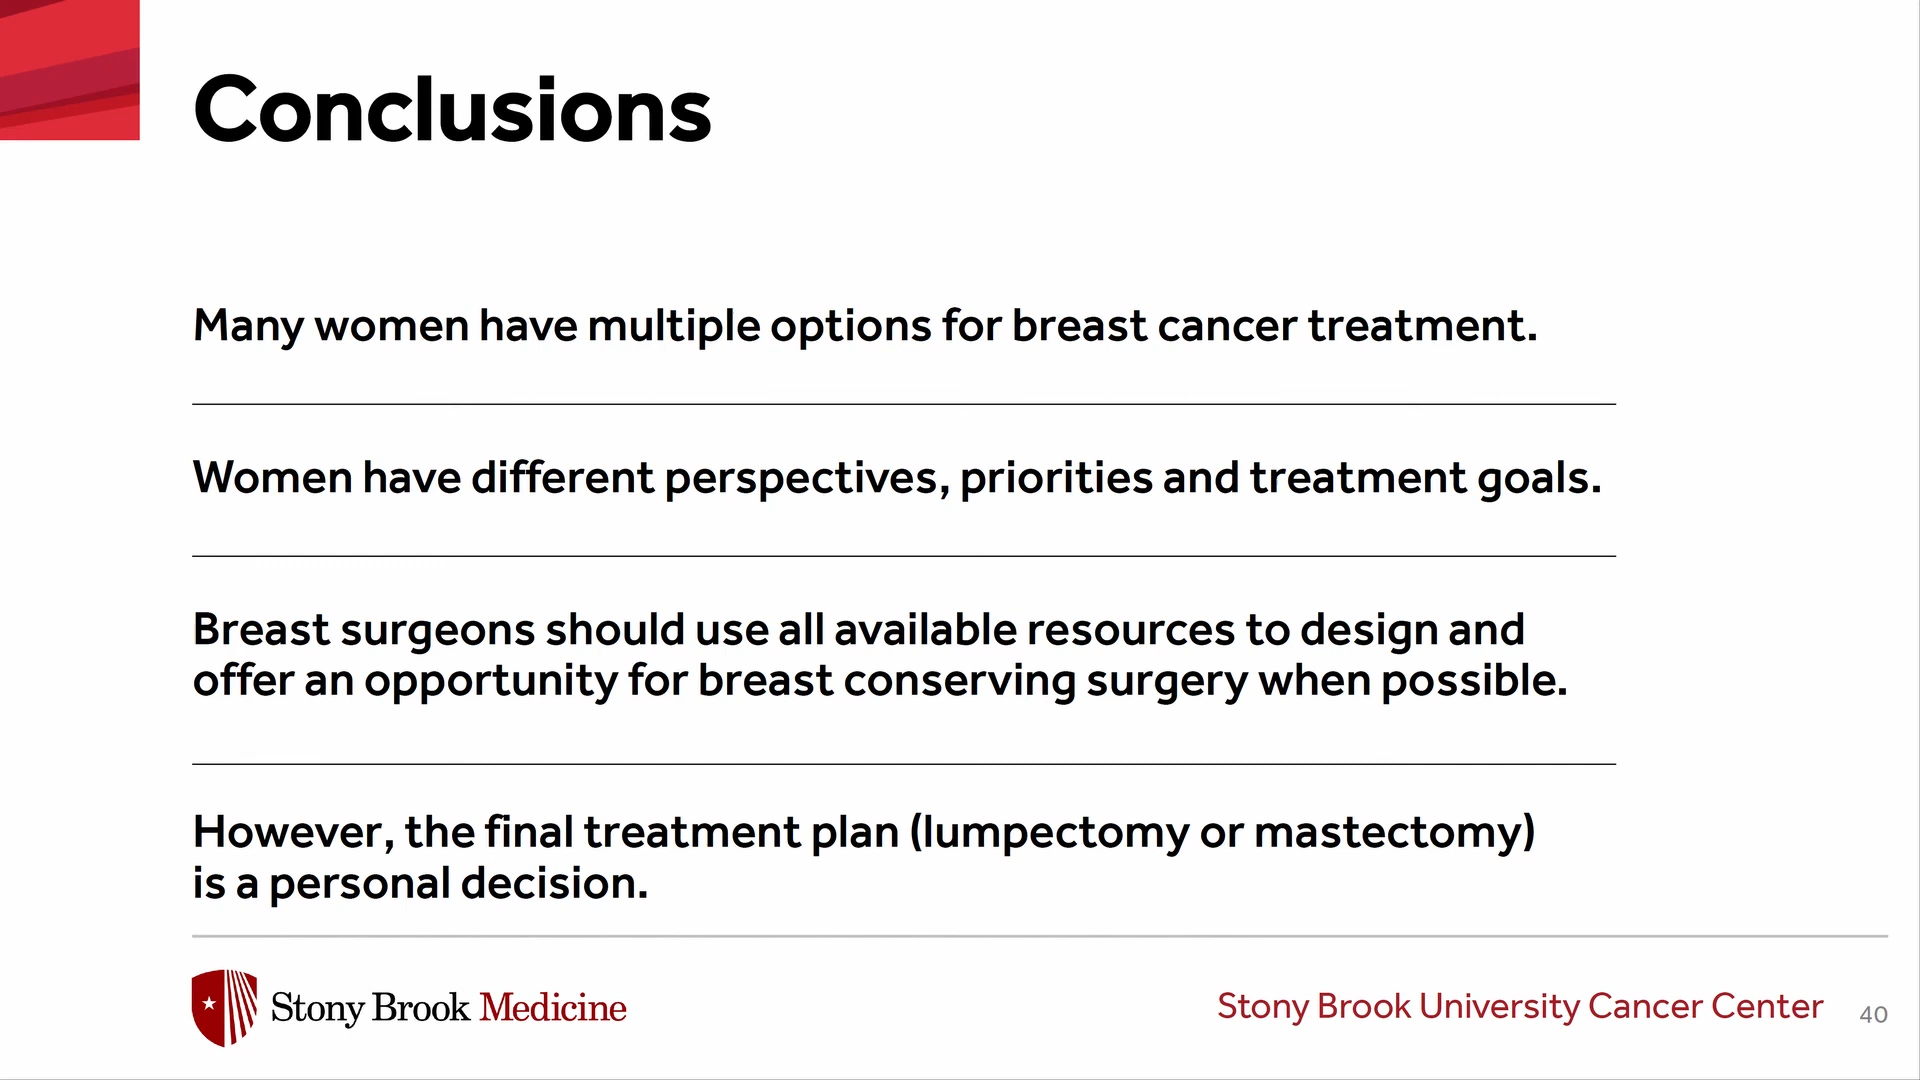 Conclusions
Many women have multiple options for breast cancer treatment.
Women have different perspectives, priorities and treatment goals.
Breast surgeons should use all available resources to design and
offer an opportunity for breast conserving surgery when possible.
However, the final treatment plan (lumpectomy or mastectomy)
is a personal decision.
Stony Brook Medicine
Stony Brook University Cancer Center
40